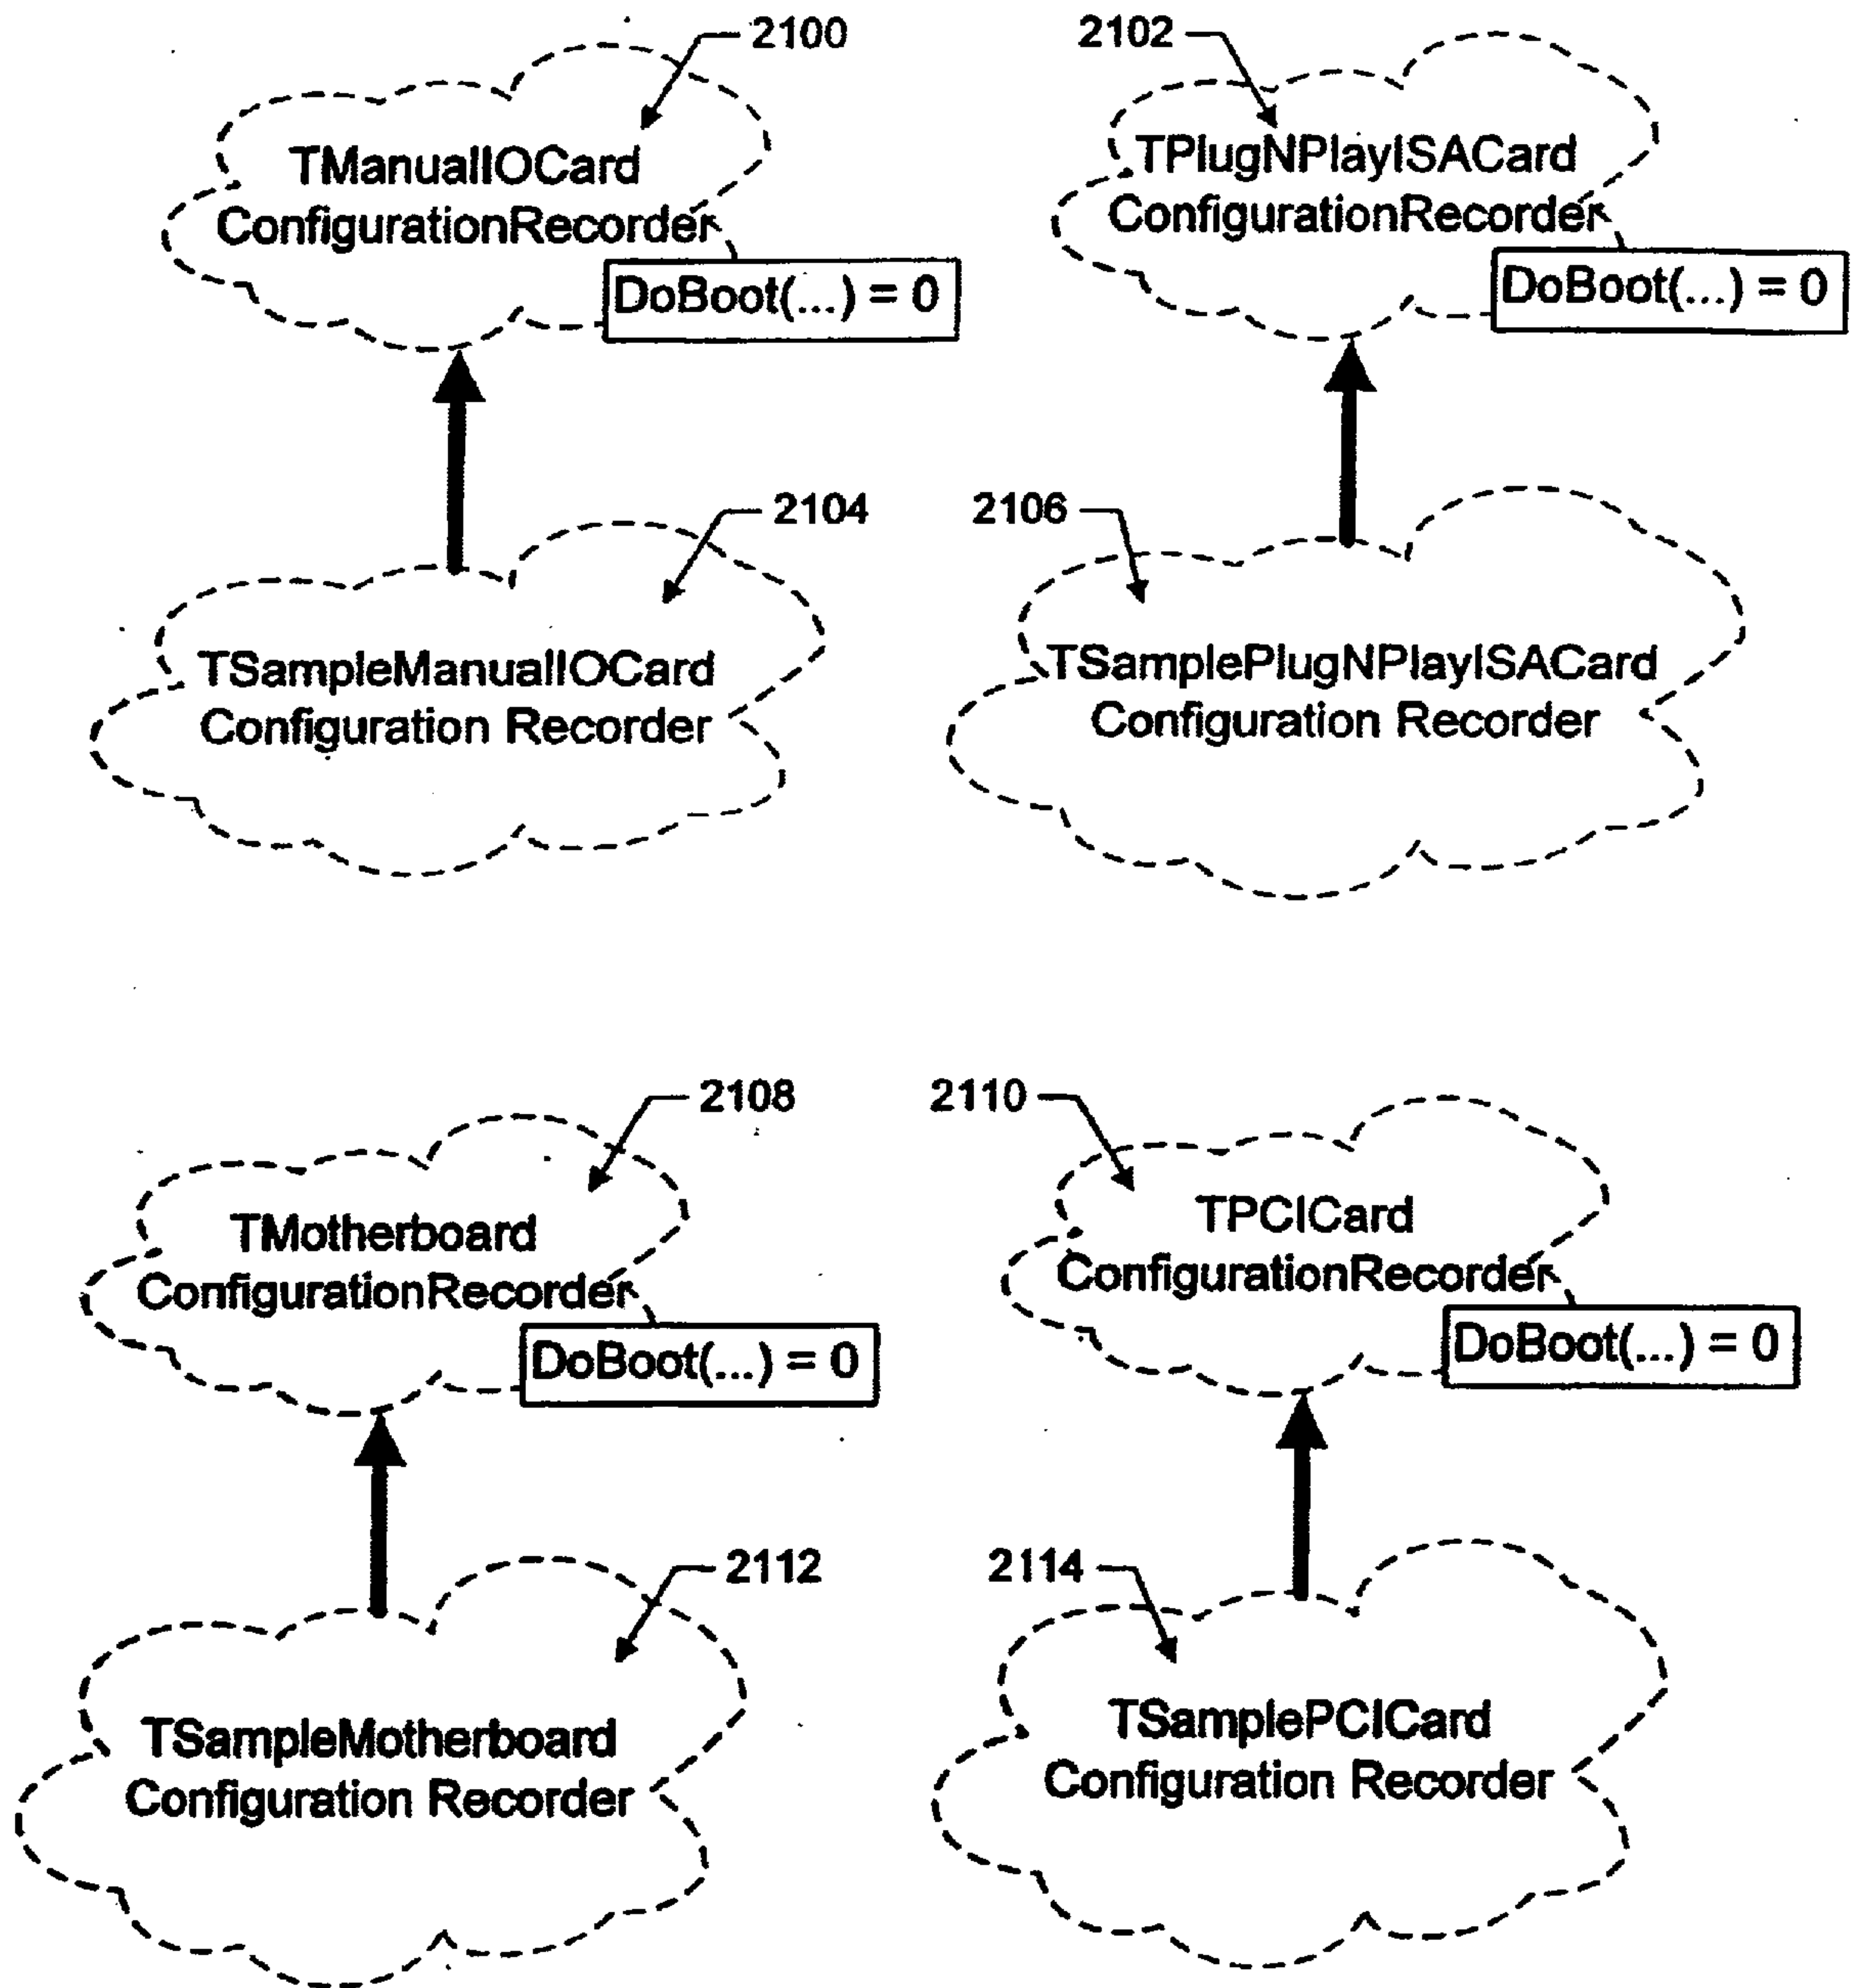 2100
2102
TManualIOCard
ConfigurationRecorder
DoBoot(...) = 0
TPlugNPlayISACard
ConfigurationRecorder
DoBoot(...) = 0
2104
2106
TSampleManualIOCard
Configuration Recorder
TSamplePlugNPlayISACard
Configuration Recorder
2108
2110
TMotherboard
ConfigurationRecorder
DoBoot(...) = 0
TPCICard
ConfigurationRecorder
DoBoot(...) = 0
2112
2114
TSampleMotherboard
Configuration Recorder
TSamplePCICard
Configuration Recorder